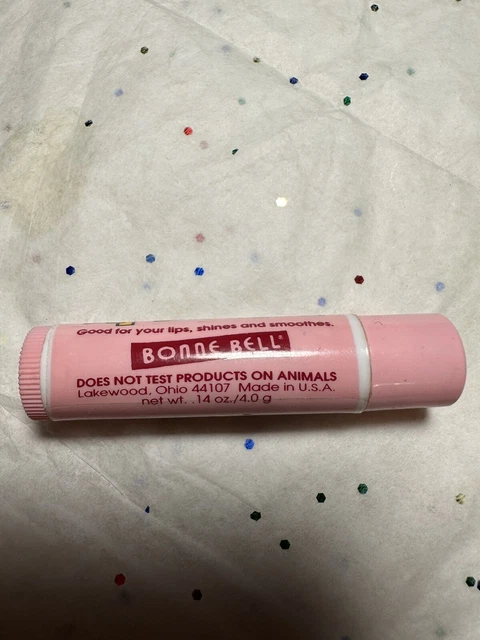 Good for your lips, shines and smoothes.
BONNE BELL®
DOES NOT TEST PRODUCTS ON ANIMALS
Lakewood, Ohio 44107 Made in U.S.A.
net wt. .14 oz./4.0 g